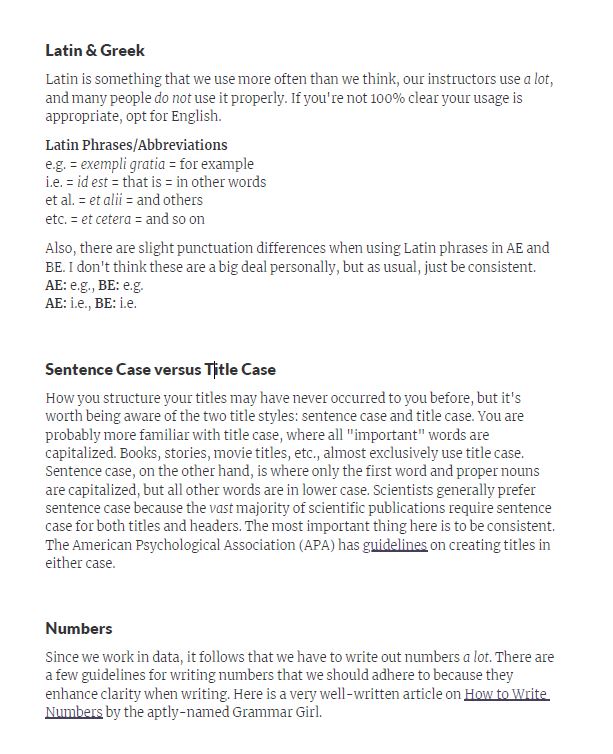 Latin & Greek
Latin is something that we use more often than we think, our instructors use a lot,
and many people do not use it properly. If you're not 100% clear your usage is
appropriate, opt for English.
Latin Phrases/Abbreviations
e.g. = exempli gratia = for example
i.e. = id est = that is = in other words
et al. = et alii = and others
etc. = et cetera = and so on
Also, there are slight punctuation differences when using Latin phrases in AE and
BE. I don't think these are a big deal personally, but as usual, just be consistent.
AE: e.g., BE: e.g.
AE: i.e., BE: i.e.
Sentence Case versus Title Case
How you structure your titles may have never occurred to you before, but it's
worth being aware of the two title styles: sentence case and title case. You are
probably more familiar with title case, where all "important" words are
capitalized. Books, stories, movie titles, etc., almost exclusively use title case.
Sentence case, on the other hand, is where only the first word and proper nouns
are capitalized, but all other words are in lower case. Scientists generally prefer
sentence case because the vast majority of scientific publications require sentence
case for both titles and headers. The most important thing here is to be consistent.
The American Psychological Association (APA) has guidelines on creating titles in
either case.
Numbers
Since we work in data, it follows that we have to write out numbers a lot. There are
a few guidelines for writing numbers that we should adhere to because they
enhance clarity when writing. Here is a very well-written article on How to Write
Numbers by the aptly-named Grammar Girl.